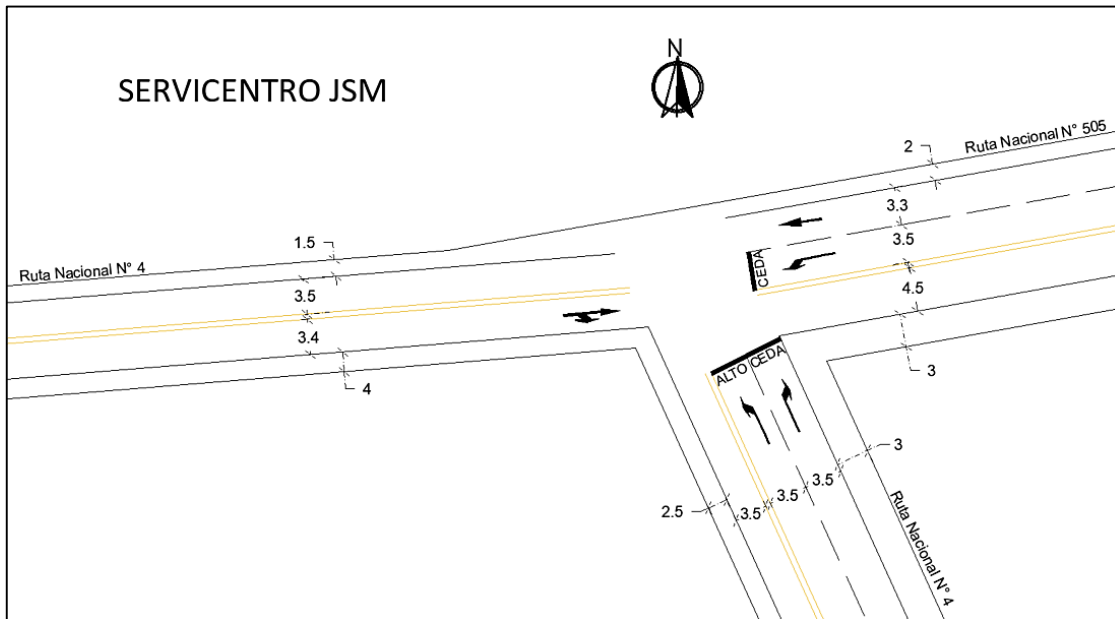 N
SERVICENTRO JSM
2
Ruta Nacional N° 505
3.3
1.5
3.5
Ruta Nacional N° 4
CEDA
3.5
4.5
3.4
ALTO
CEDA
4
3
3
3.5
3.5
2.5
3.5
Ruta Nacional N° 4